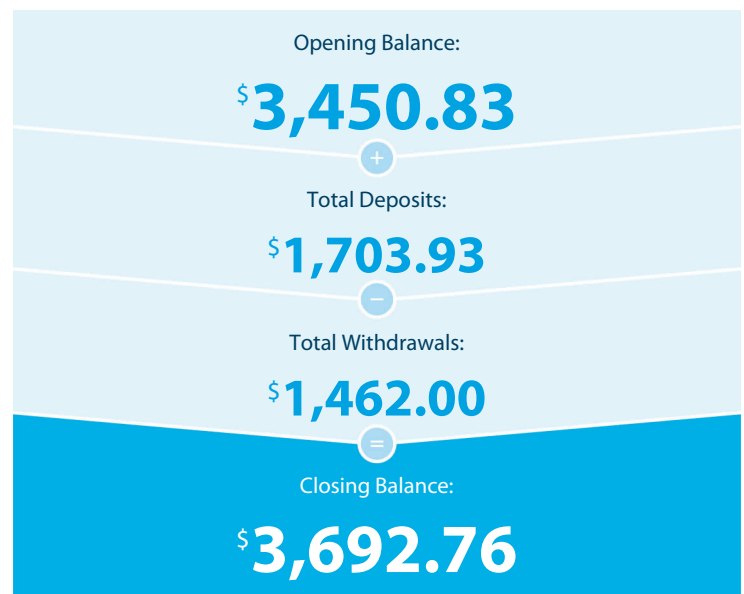 Opening Balance:
$3,450.83
+
Total Deposits:
$1,703.93
−
Total Withdrawals:
$1,462.00
=
Closing Balance:
$3,692.76